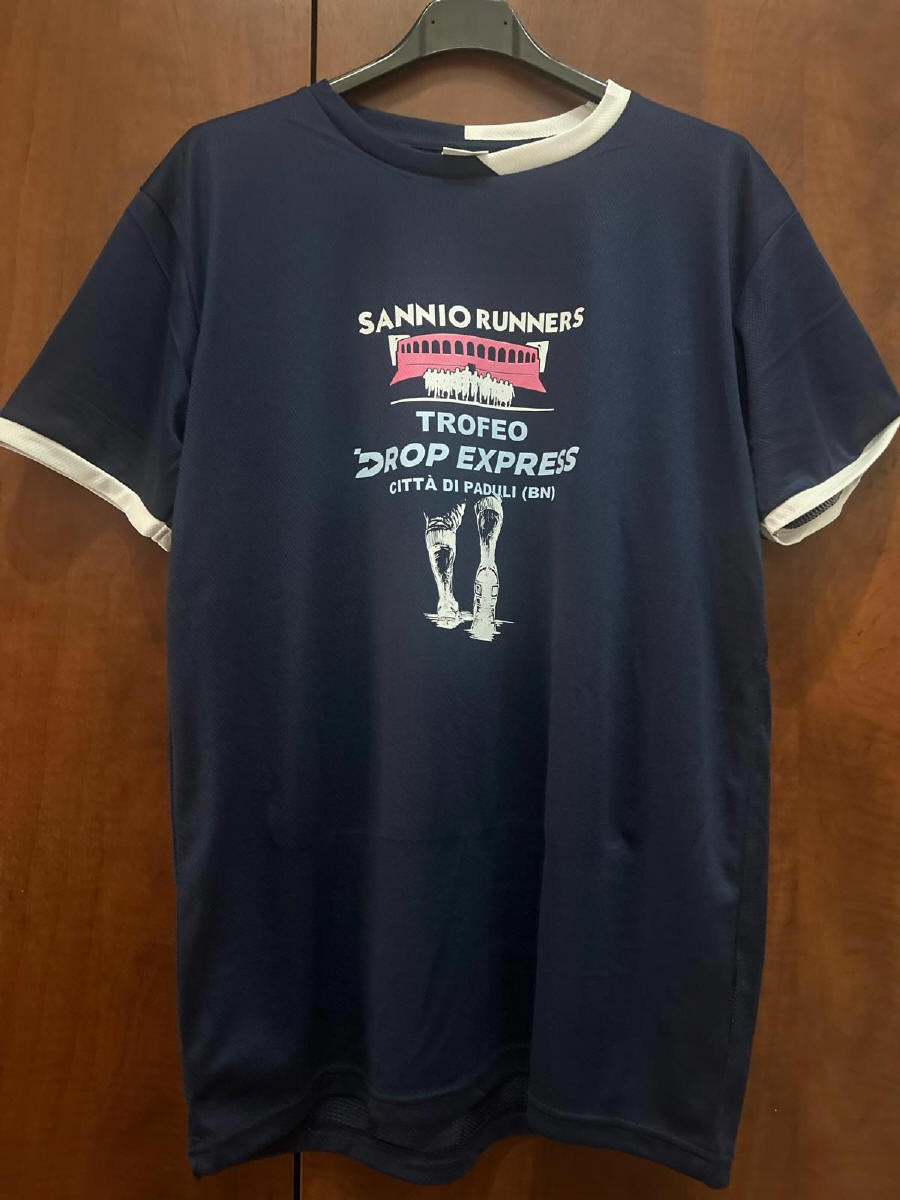 SANNIO RUNNERS
TROFEO
DROP EXPRESS
CITTÀ DI PADULI (BN)